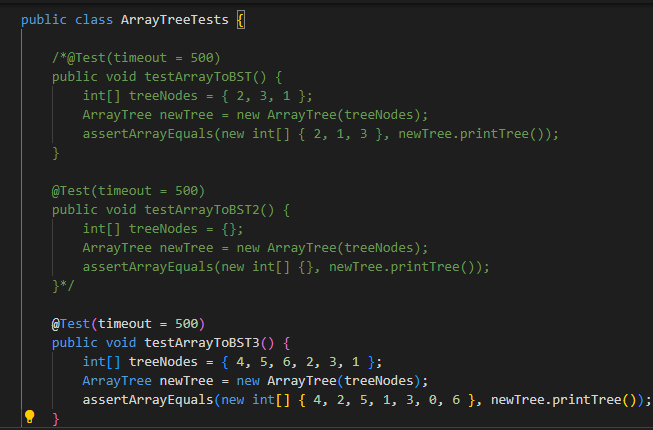 public class ArrayTreeTests {
/*@Test(timeout = 500)
public void testArrayToBST() {
int[] treeNodes = { 2, 3, 1 };
ArrayTree newTree = new ArrayTree(treeNodes);
assertArrayEquals(new int[] { 2, 1, 3 }, newTree.printTree());
}
@Test(timeout = 500)
public void testArrayToBST2() {
int[] treeNodes = {};
ArrayTree newTree = new ArrayTree(treeNodes);
assertArrayEquals(new int[] {}, newTree.printTree());
}*/
@Test(timeout = 500)
public void testArrayToBST3() {
int[] treeNodes = { 4, 5, 6, 2, 3, 1 };
ArrayTree newTree = new ArrayTree(treeNodes);
assertArrayEquals(new int[] { 4, 2, 5, 1, 3, 0, 6 }, newTree.printTree());
}